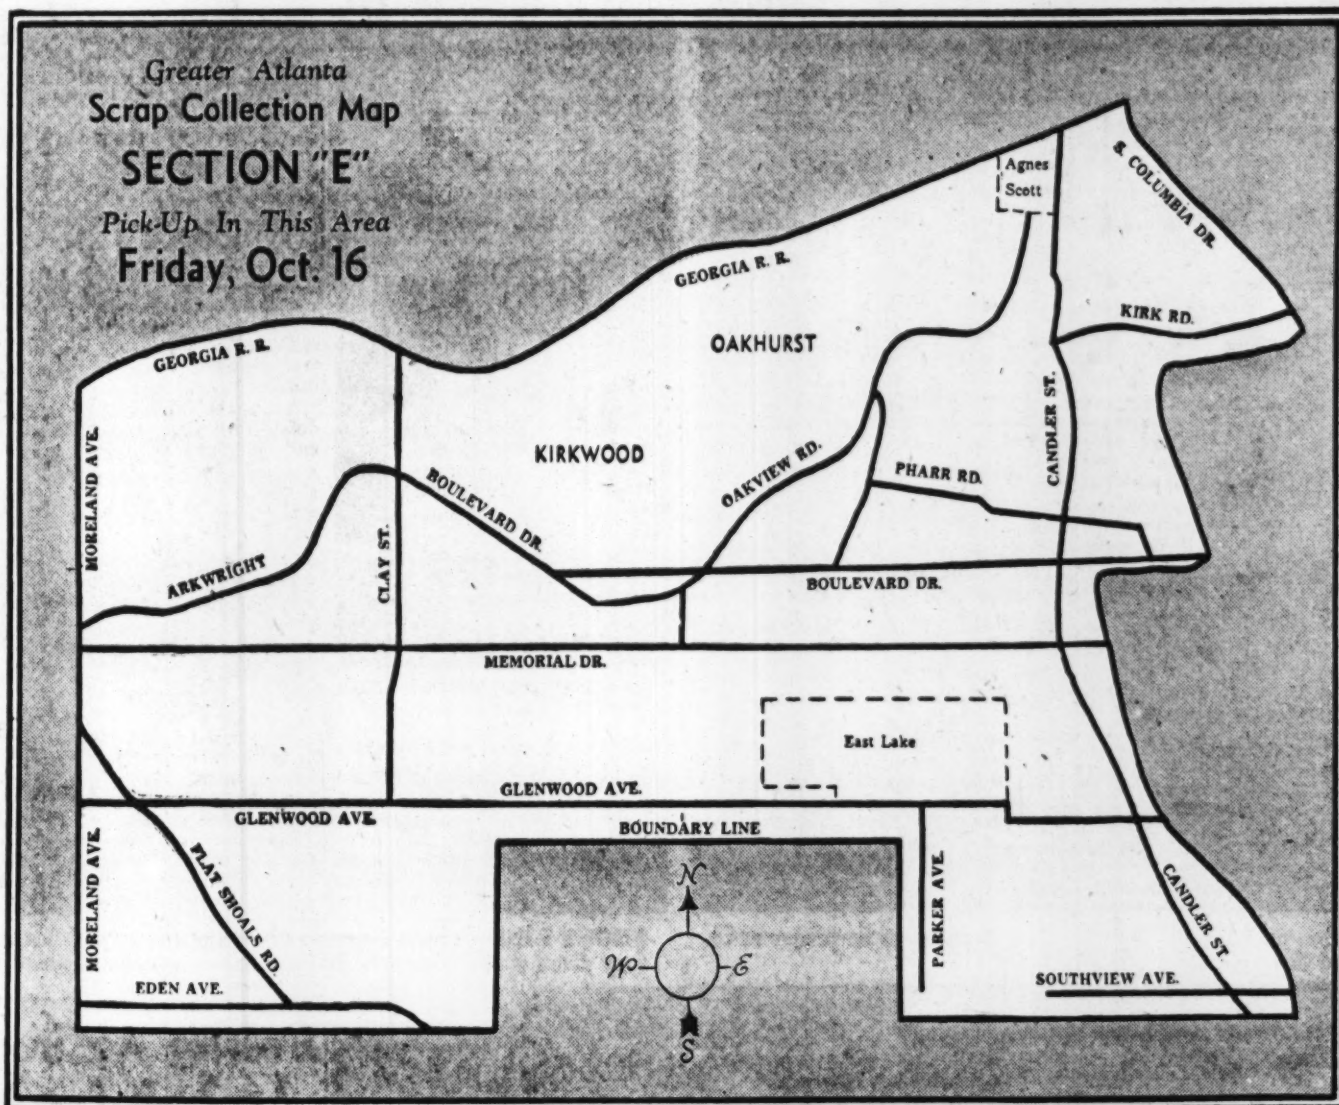 Greater Atlanta
Scrap Collection Map
SECTION "E"
Pick-Up In This Area
Friday, Oct. 16
Agnes
Scott
S. COLUMBIA DR.
GEORGIA R. R.
KIRK RD.
OAKHURST
GEORGIA R. R.
CANDLER ST.
MORELAND AVE.
KIRKWOOD
OAKVIEW RD.
PHARR RD.
BOULEVARD DR.
CLAY ST.
ARKWRIGHT
BOULEVARD DR.
MEMORIAL DR.
East Lake
GLENWOOD AVE.
GLENWOOD AVE.
BOUNDARY LINE
MORELAND AVE.
FLAT SHOALS RD.
PARKER AVE.
CANDLER ST.
N
W
E
S
EDEN AVE.
SOUTHVIEW AVE.